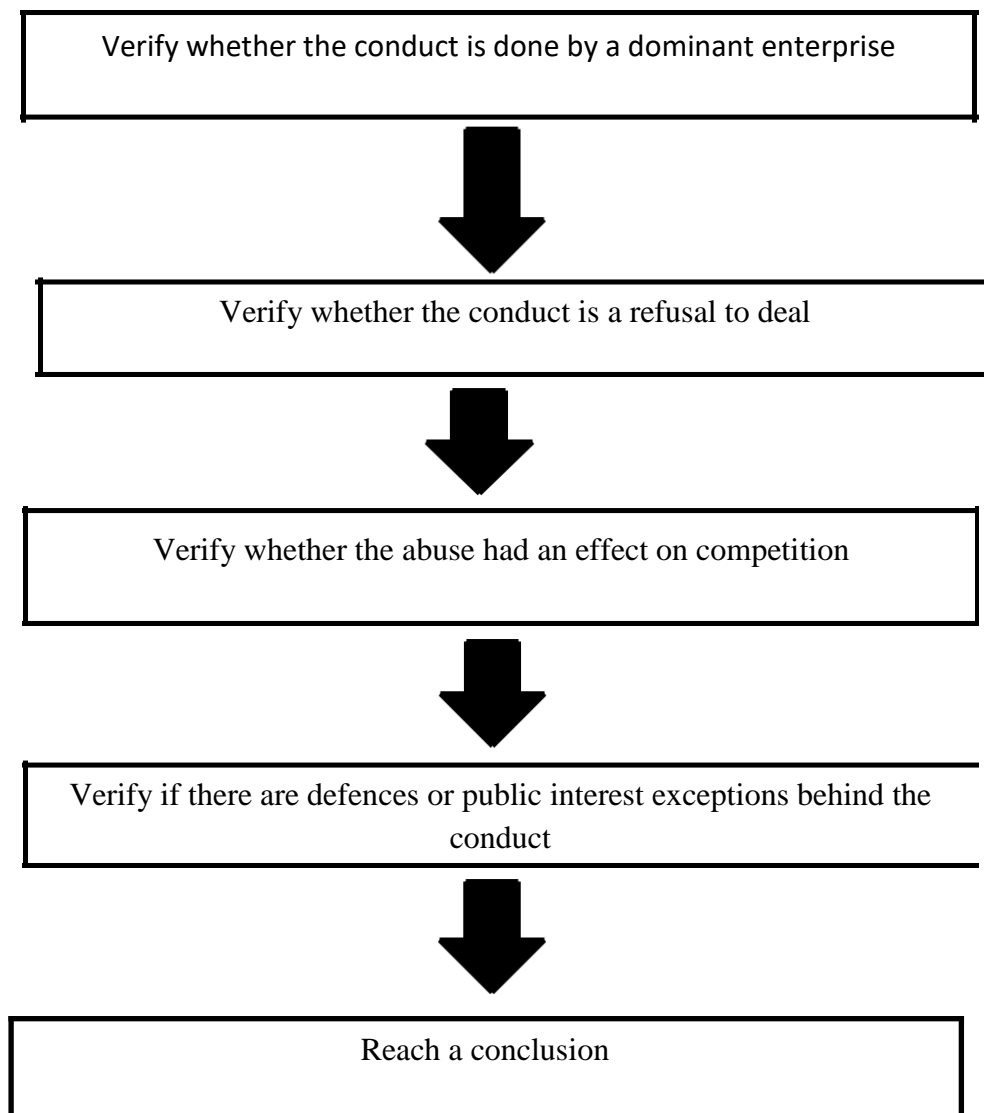 Verify whether the conduct is done by a dominant enterprise
Verify whether the conduct is a refusal to deal
Verify whether the abuse had an effect on competition
Verify if there are defences or public interest exceptions behind the
conduct
Reach a conclusion